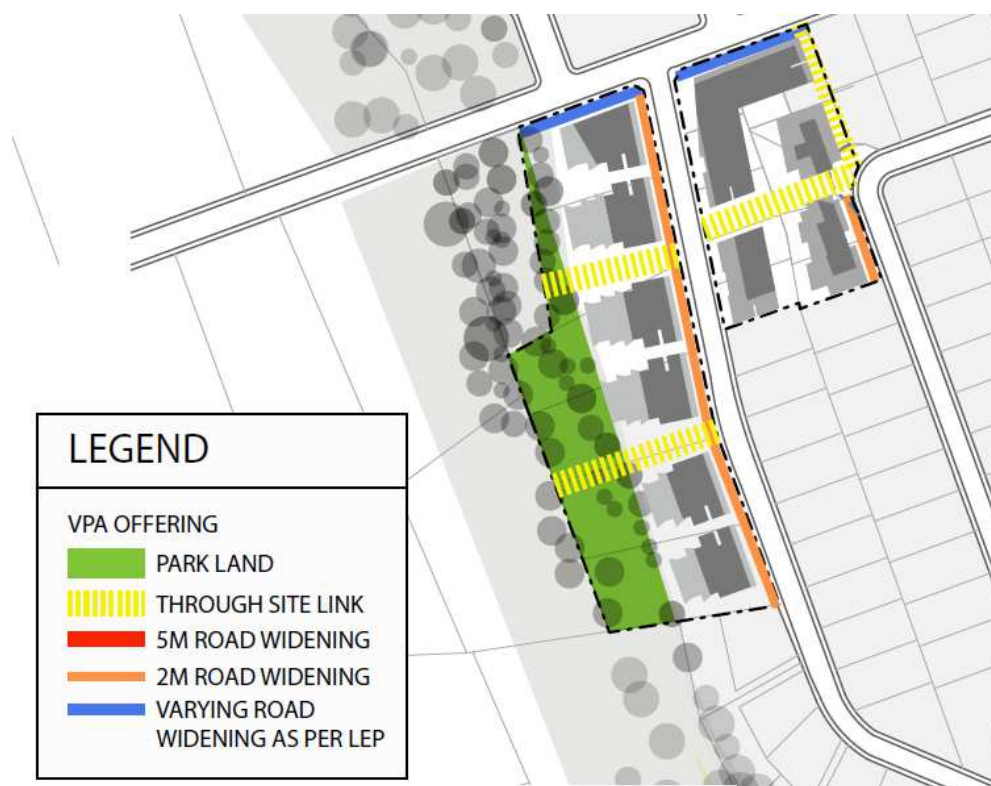 LEGEND
VPA OFFERING
PARK LAND
THROUGH SITE LINK
5M ROAD WIDENING
2M ROAD WIDENING
VARYING ROAD
WIDENING AS PER LEP